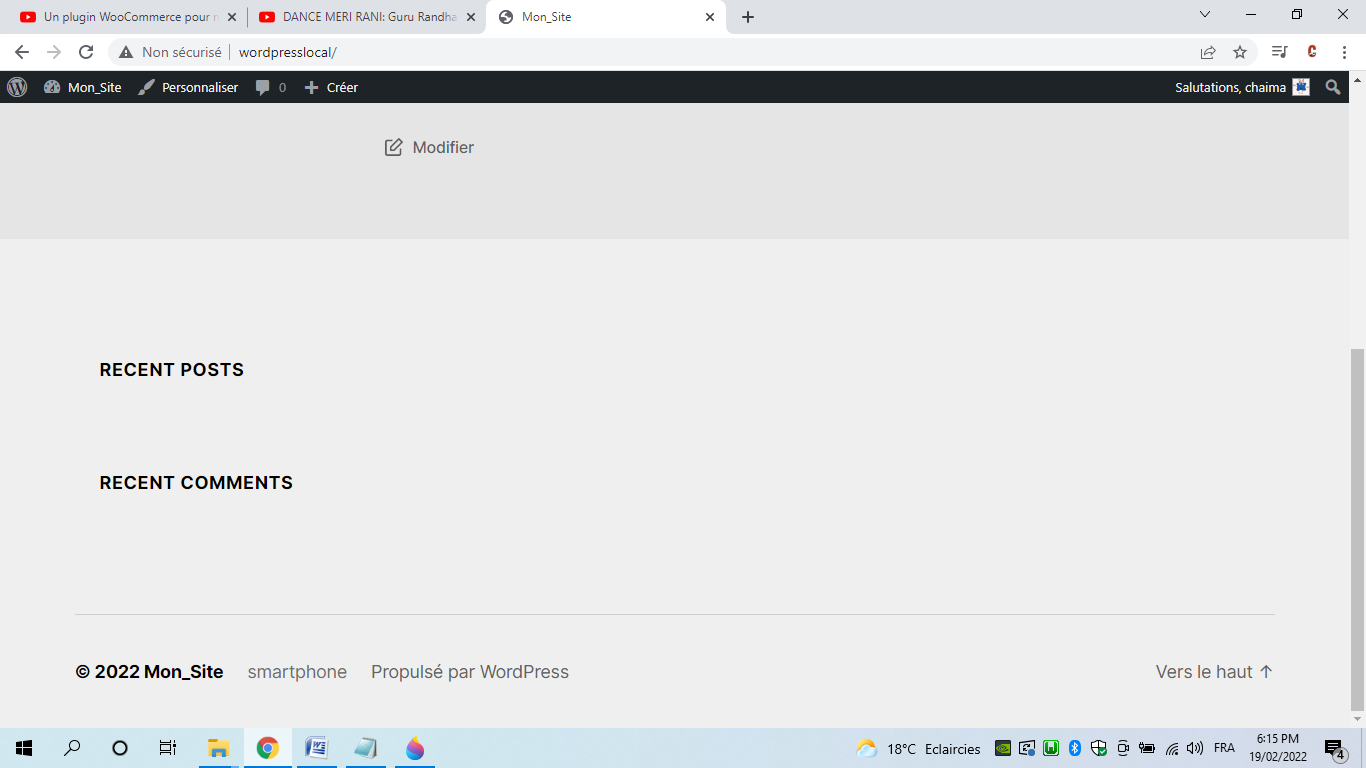 Un plugin WooCommerce pour
DANCE MERI RANI: Guru Randha
Mon_Site
Non sécurisé
wordpresslocal/
Mon_Site
Personnaliser
0
Créer
Salutations, chaima
Modifier
RECENT POSTS
RECENT COMMENTS
© 2022 Mon_Site
smartphone
Propulsé par WordPress
Vers le haut ↑
18°C Eclaircies
FRA
6:15 PM
19/02/2022
4